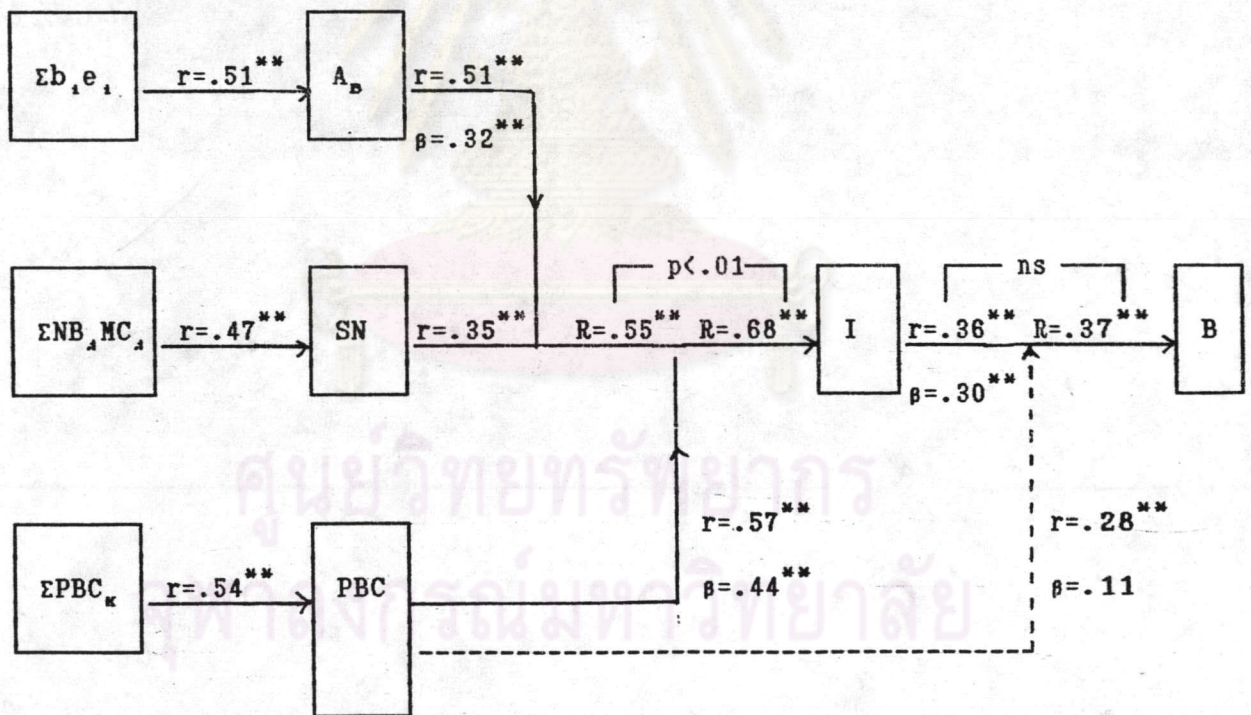 Σbᵢeᵢ
r=.51**
A_B
r=.51**
β=.32**
p<.01
ns
ΣNBⱼMCⱼ
r=.47**
SN
r=.35**
R=.55**
R=.68**
I
r=.36**
R=.37**
B
β=.30**
ศูนย์วิทยทรัพยากร
r=.57**
r=.28**
ΣPBC_K
r=.54**
PBC
β=.44**
β=.11
จุฬาลงกรณ์มหาวิทยาลัย